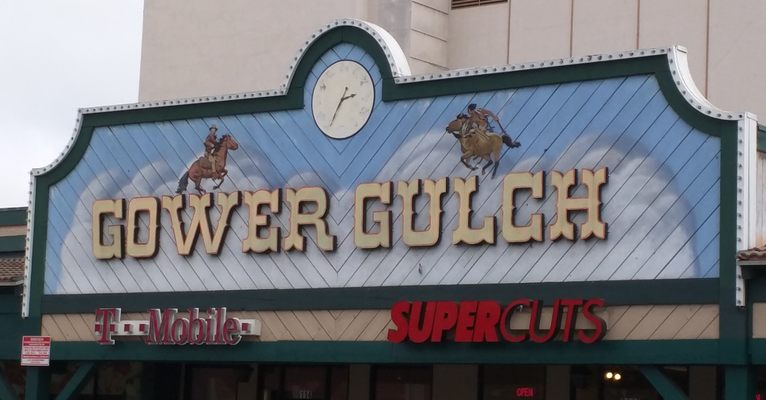 GOWER GULCH
T-Mobile
SUPERCUTS
OPEN